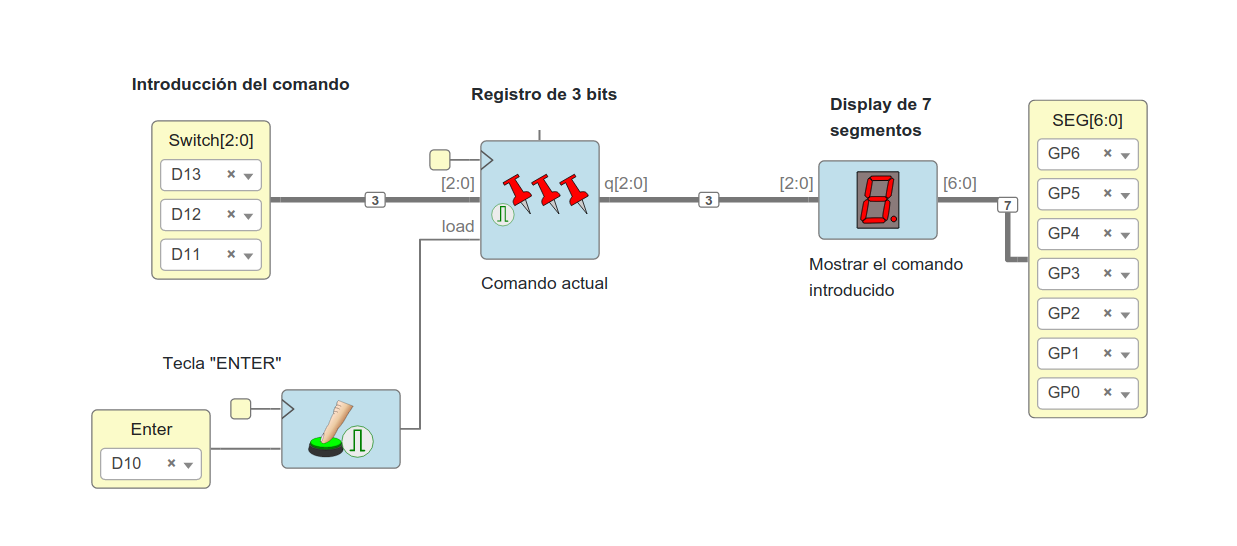 Introducción del comando
Registro de 3 bits
Display de 7
segmentos
Switch[2:0]
D13 ×
D12 ×
D11 ×
3
[2:0]
load
q[2:0]
Comando actual
3
[2:0]
[6:0]
Mostrar el comando
introducido
7
SEG[6:0]
GP6 ×
GP5 ×
GP4 ×
GP3 ×
GP2 ×
GP1 ×
GP0 ×
Tecla "ENTER"
Enter
D10 ×